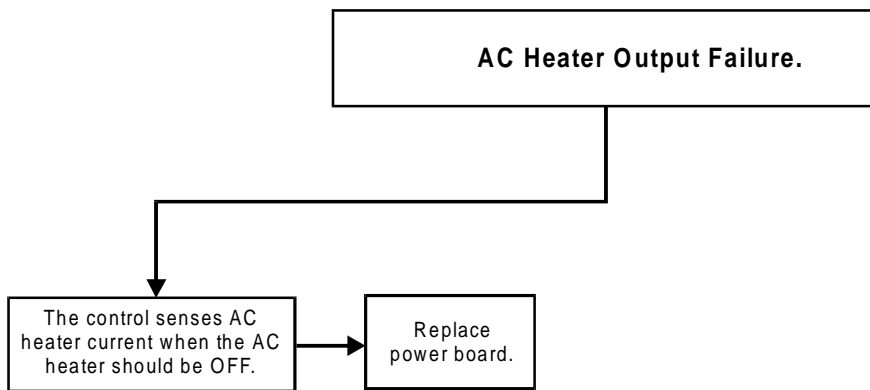 AC Heater Output Failure.
The control senses AC
heater current when the AC
heater should be OFF.
Replace
power board.